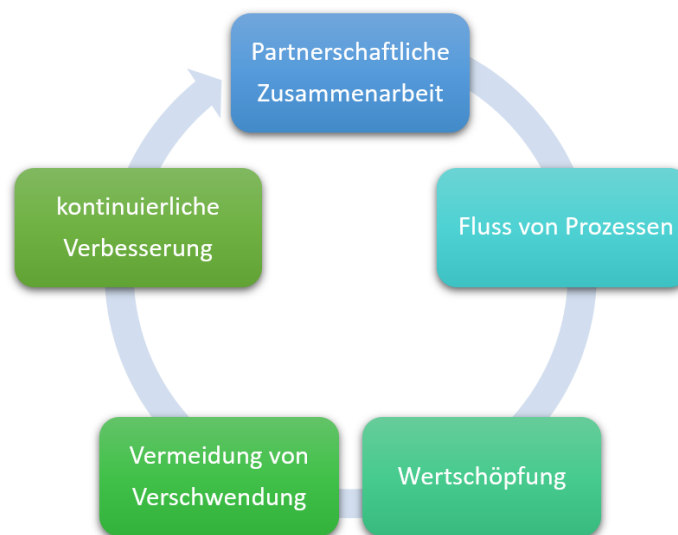 Partnerschaftliche
Zusammenarbeit
Fluss von Prozessen
Wertschöpfung
Vermeidung von
Verschwendung
kontinuierliche
Verbesserung